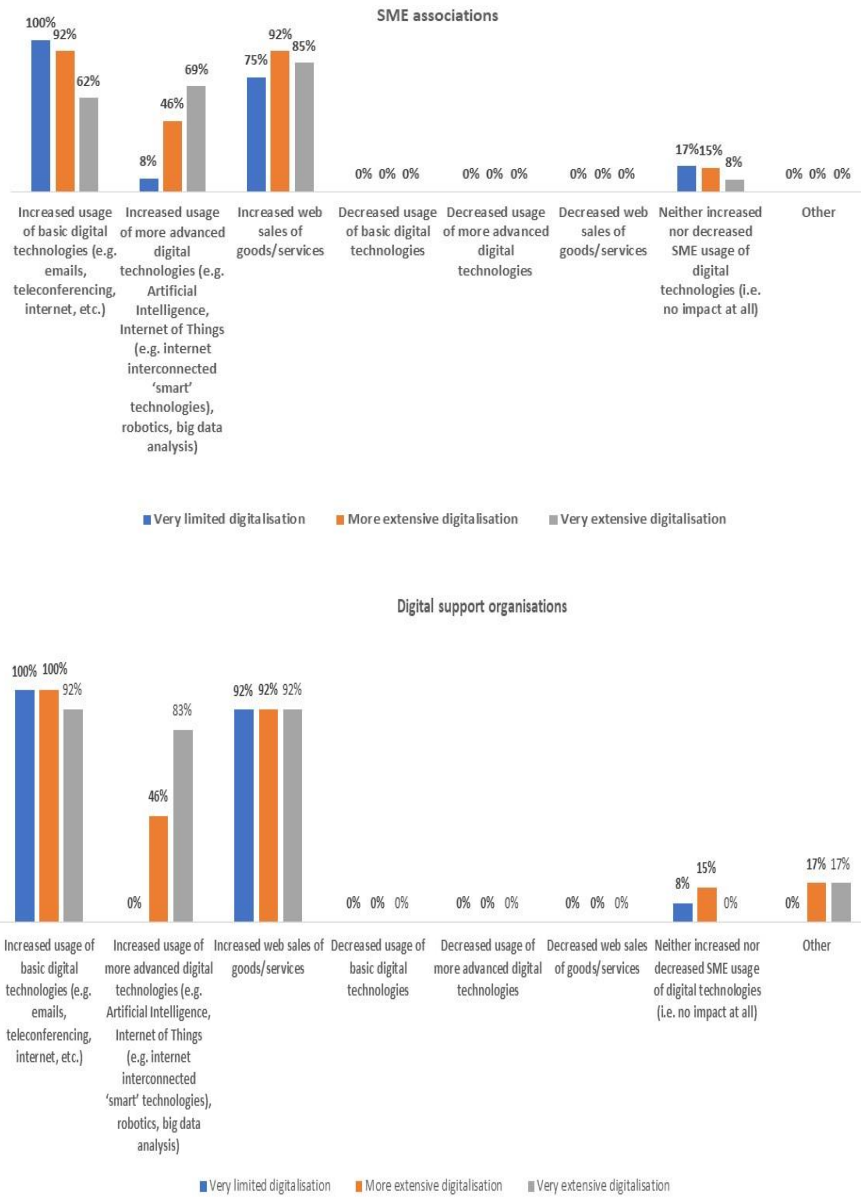 SME associations
100%
92%
62%
8%
46%
69%
75%
92%
85%
0% 0% 0%
0% 0% 0%
0% 0% 0%
17%
15%
8%
0% 0% 0%
Increased usage
of basic digital
technologies (e.g.
emails,
teleconferencing,
internet, etc.)
Increased usage
of more advanced
digital
technologies (e.g.
Artificial
Intelligence,
Internet of Things
(e.g. internet
interconnected
‘smart’
technologies),
robotics, big data
analysis)
Increased web
sales of
goods/services
Decreased usage
of basic digital
technologies
Decreased usage
of more advanced
digital
technologies
Decreased web
sales of
goods/services
Neither increased
nor decreased
SME usage of
digital
technologies (i.e.
no impact at all)
Other
Very limited digitalisation
More extensive digitalisation
Very extensive digitalisation
Digital support organisations
100%
100%
92%
0%
46%
83%
92%
92%
92%
0% 0% 0%
0% 0% 0%
0% 0% 0%
8%
15%
0%
0%
17%
17%
Increased usage of
basic digital
technologies (e.g.
emails,
teleconferencing,
internet, etc.)
Increased usage of
more advanced digital
technologies (e.g.
Artificial Intelligence,
Internet of Things
(e.g. internet
interconnected
‘smart’ technologies),
robotics, big data
analysis)
Increased web sales of
goods/services
Decreased usage of
basic digital
technologies
Decreased usage of
more advanced digital
technologies
Decreased web sales
of goods/services
Neither increased nor
decreased SME usage
of digital technologies
(i.e. no impact at all)
Other
Very limited digitalisation
More extensive digitalisation
Very extensive digitalisation